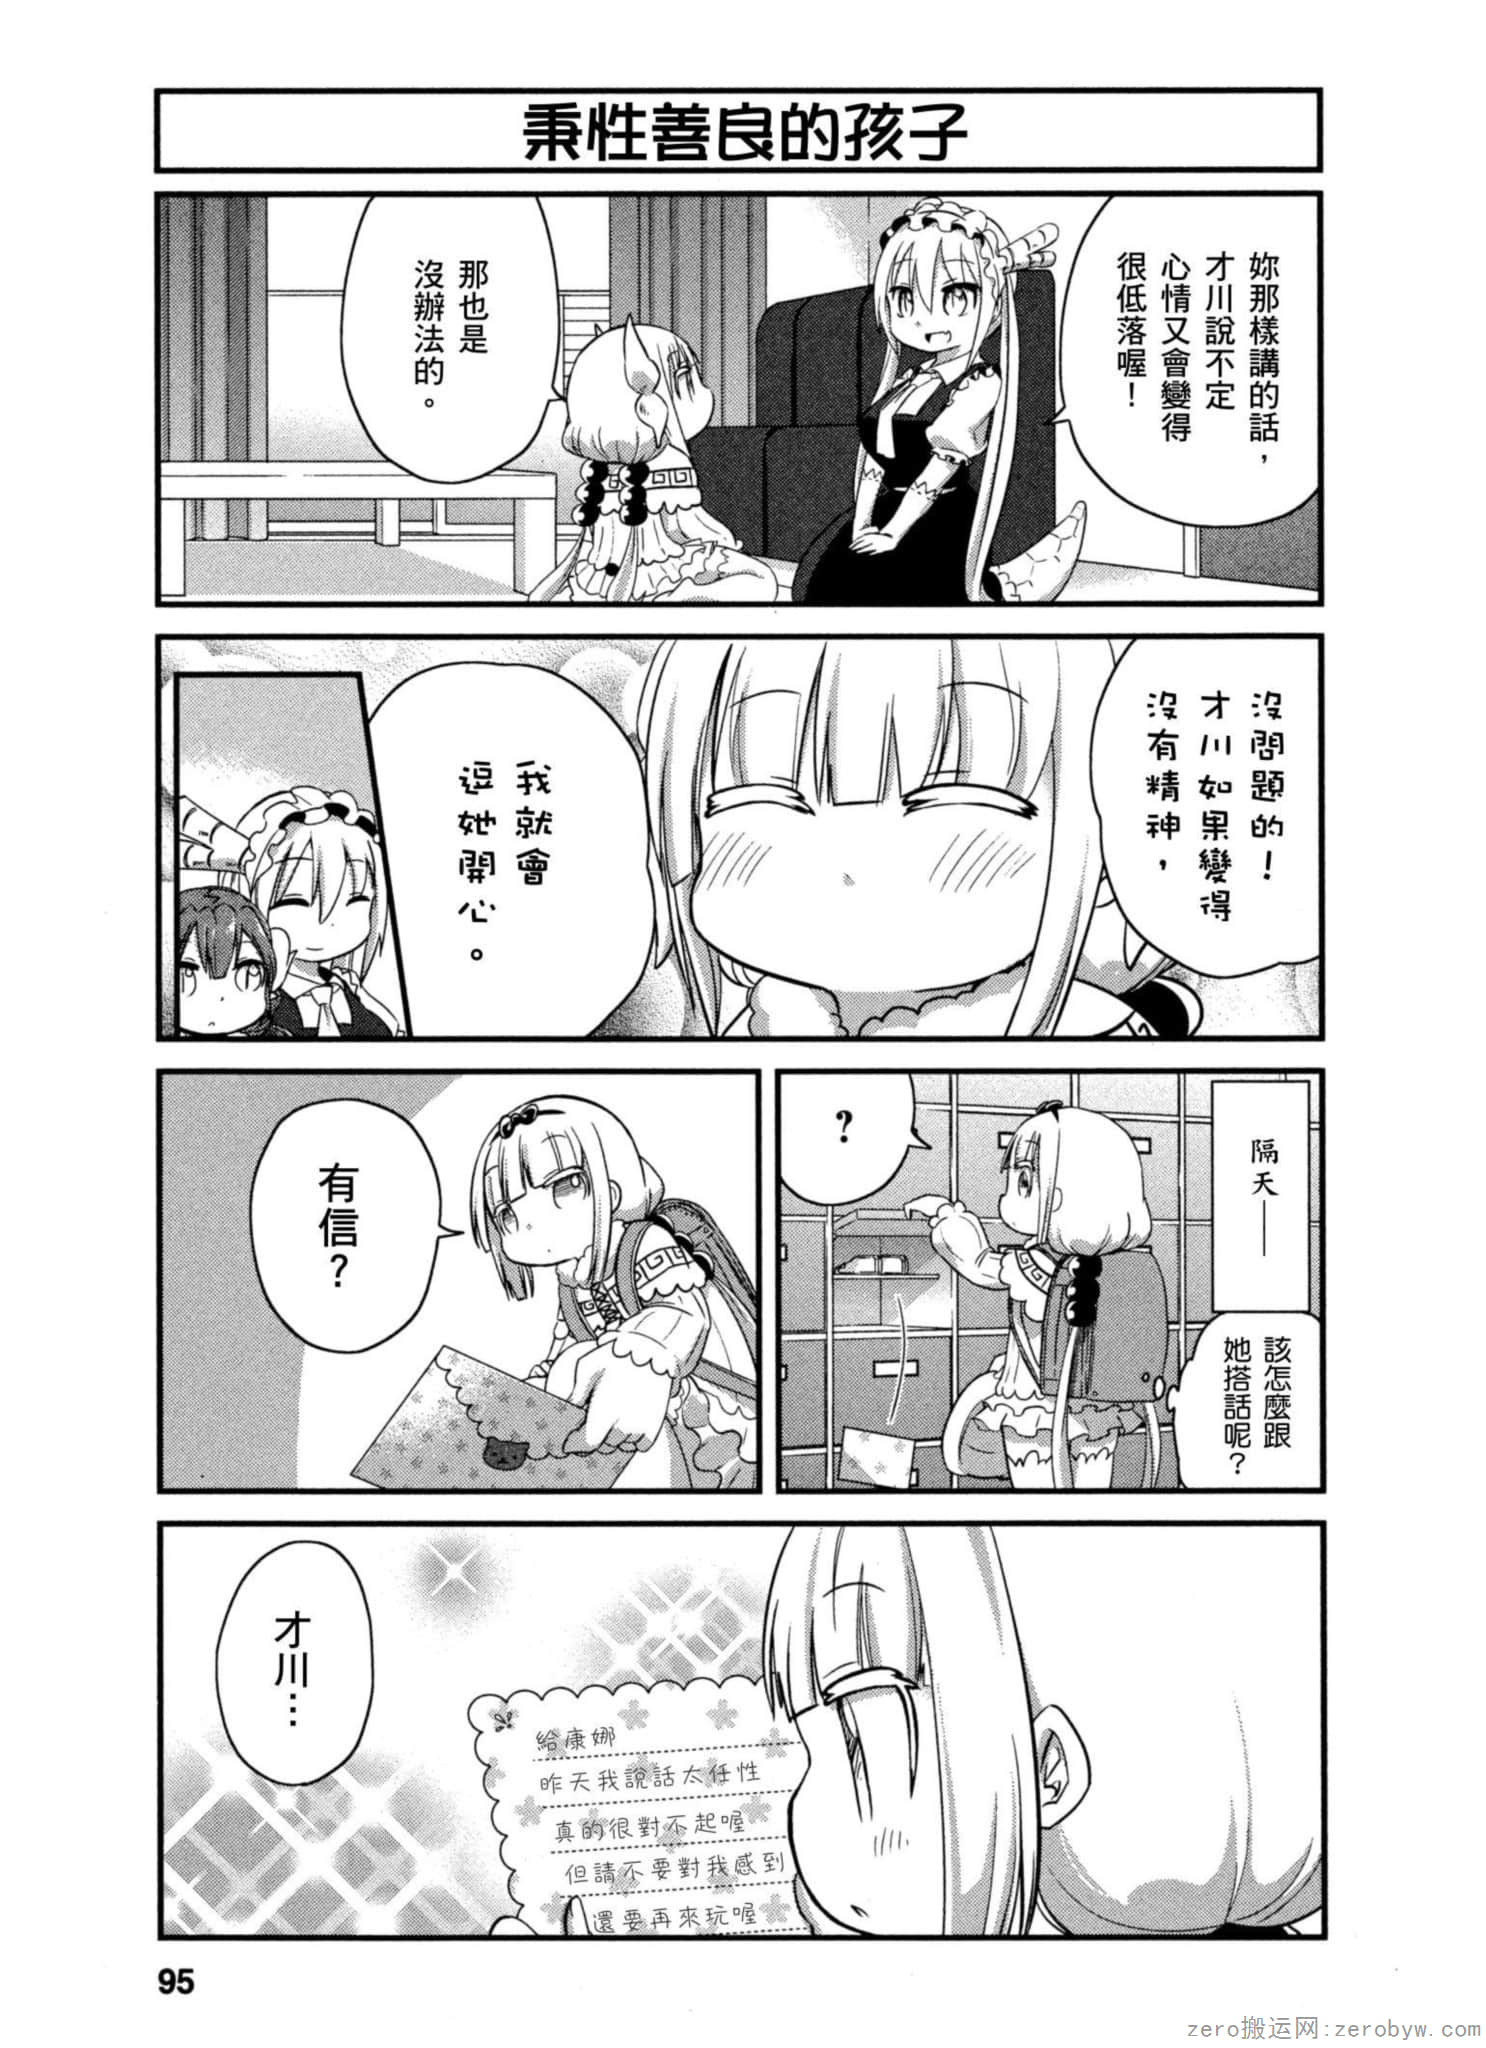 秉性善良的孩子
妳那樣講的話，
才川說不定
心情又會變得
很低落喔！
那也是
沒辦法的。
沒問題的！
才川如果變得
沒有精神，
我就會
逗她開心。
隔天──
該怎麼跟
她搭話呢？
？
有信？
給康娜
昨天我說話太任性
真的很對不起喔
但請不要對我感到
還要再來玩喔
才川…
95
zero搬运网:zerobyw.com